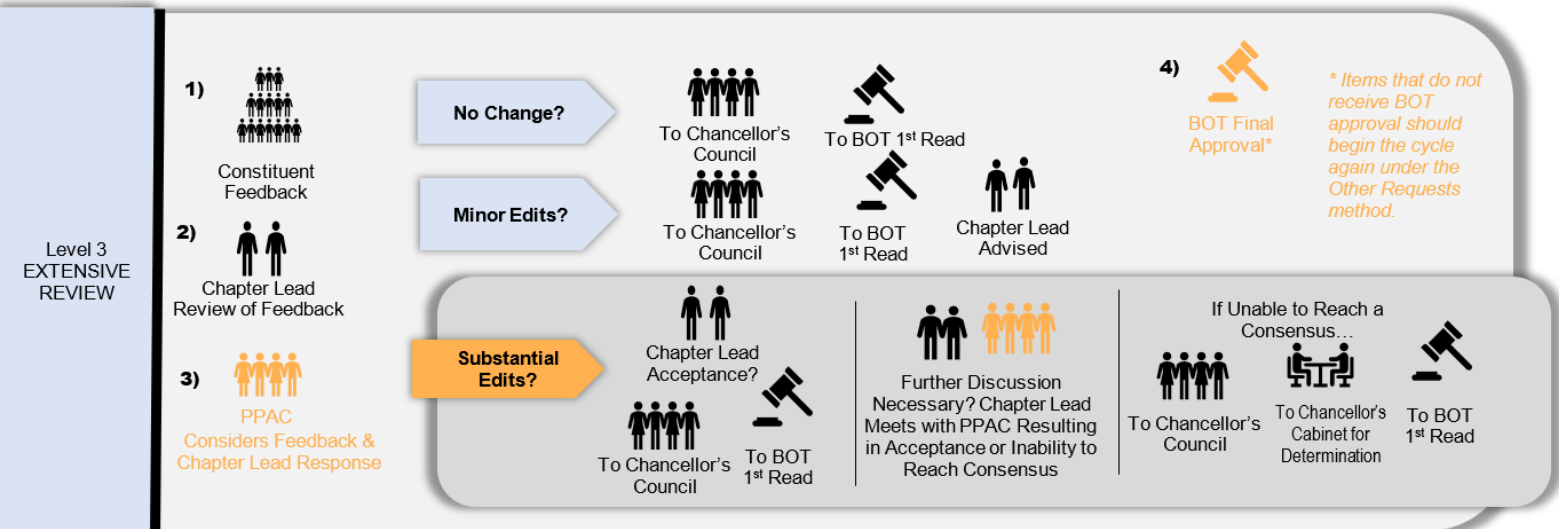 Level 3
EXTENSIVE
REVIEW
1)
Constituent
Feedback
2)
Chapter Lead
Review of Feedback
3)
PPAC
Considers Feedback &
Chapter Lead Response
No Change?
To Chancellor's
Council
To BOT 1st Read
Minor Edits?
To Chancellor's
Council
To BOT
1st Read
Chapter Lead
Advised
Substantial
Edits?
Chapter Lead
Acceptance?
To Chancellor's
Council
To BOT
1st Read
Further Discussion
Necessary? Chapter Lead
Meets with PPAC Resulting
in Acceptance or Inability to
Reach Consensus
If Unable to Reach a
Consensus…
To Chancellor's
Council
To Chancellor's
Cabinet for
Determination
To BOT
1st Read
4)
BOT Final
Approval*
* Items that do not
receive BOT
approval should
begin the cycle
again under the
Other Requests
method.